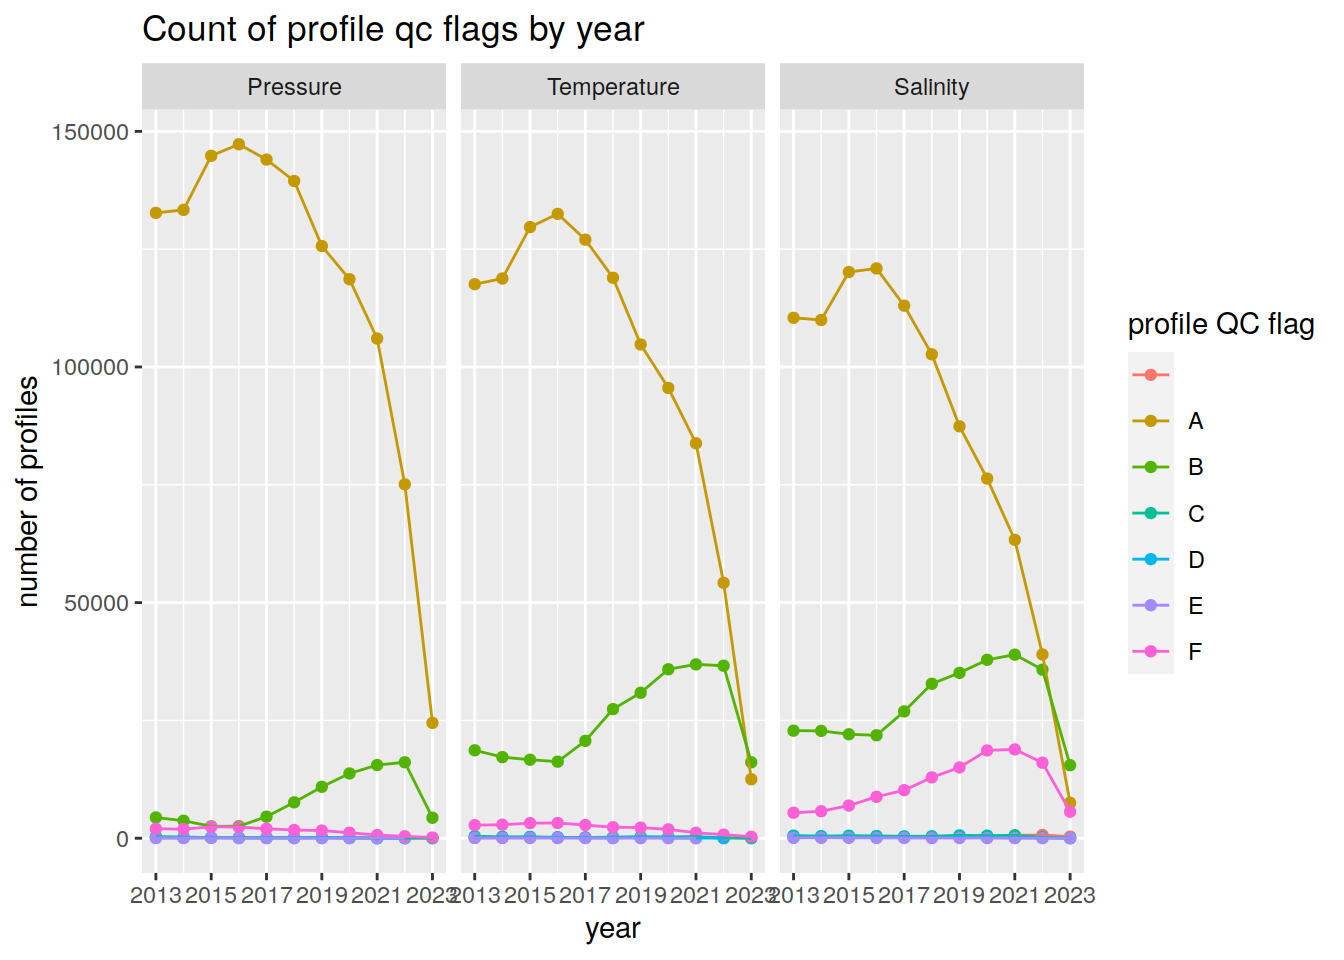 Count of profile qc flags by year
Pressure Temperature Salinity
150000
100000
50000
0
number of profiles
2013 2015 2017 2019 2021 2023 2013 2015 2017 2019 2021 2023 2013 2015 2017 2019 2021 2023
year
profile QC flag
A
B
C
D
E
F